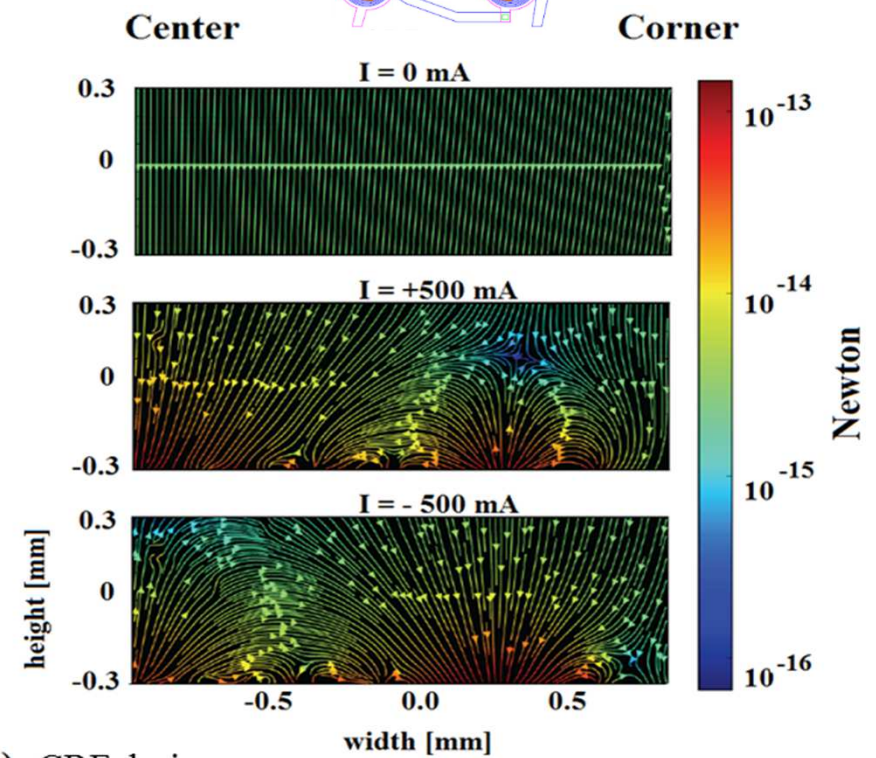 Center Corner
I = 0 mA
0.3
0
-0.3
I = +500 mA
0.3
0
-0.3
I = - 500 mA
0.3
0
-0.3
height [mm]
-0.5 0.0 0.5
width [mm]
10-13
10-14
10-15
10-16
Newton